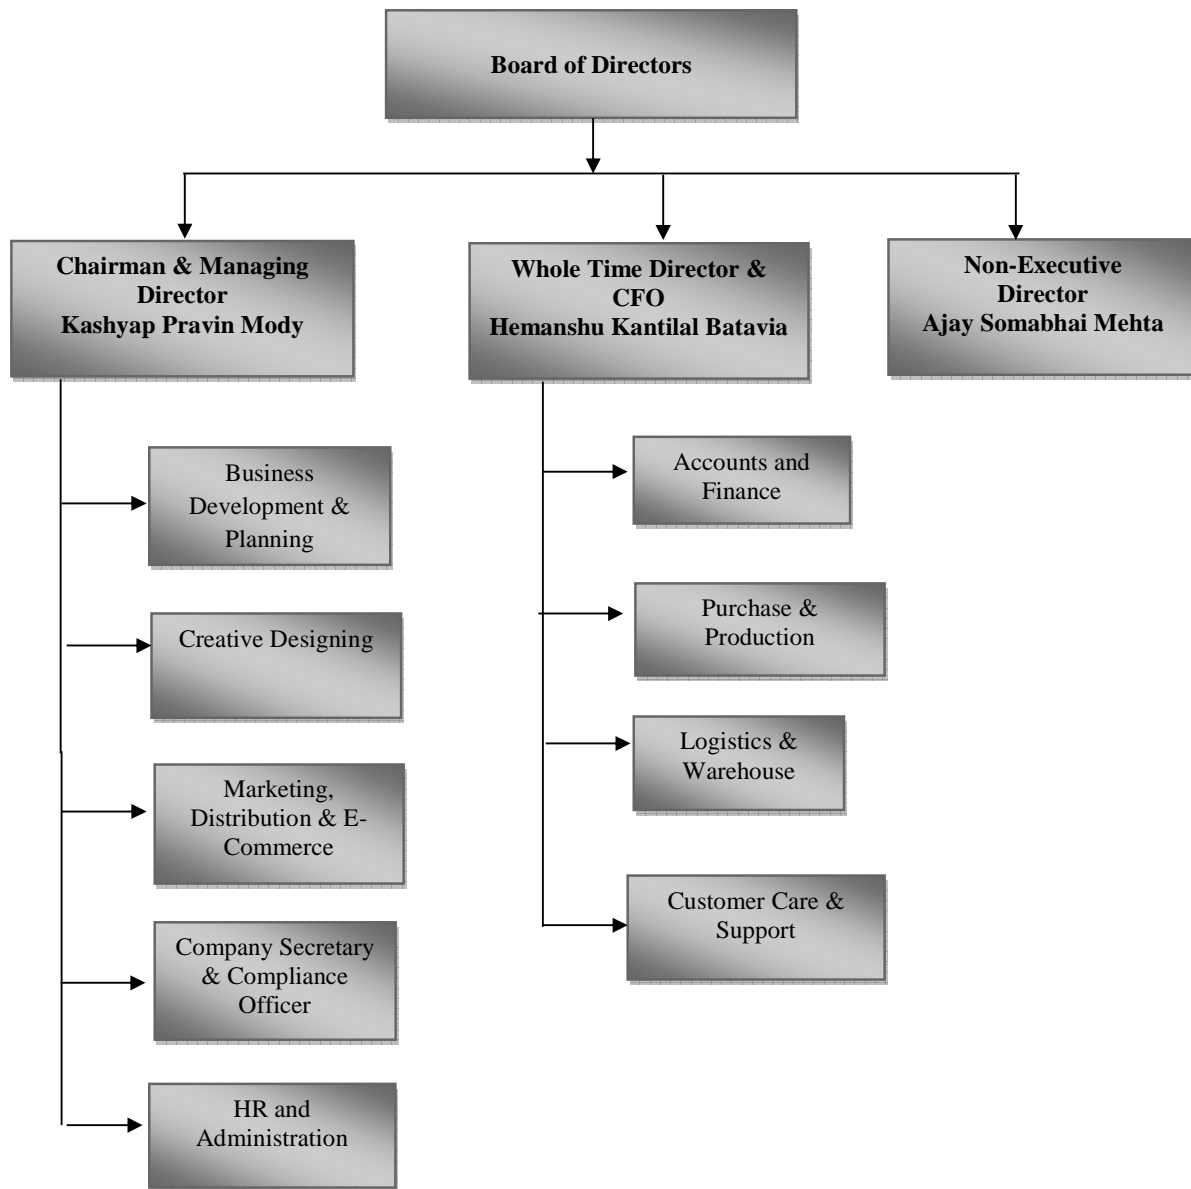 Board of Directors
Chairman & Managing
Director
Kashyap Pravin Mody
Whole Time Director &
CFO
Hemanshu Kantilal Batavia
Non-Executive
Director
Ajay Somabhai Mehta
Business
Development &
Planning
Creative Designing
Marketing,
Distribution & E-
Commerce
Company Secretary
& Compliance
Officer
HR and
Administration
Accounts and
Finance
Purchase &
Production
Logistics &
Warehouse
Customer Care &
Support